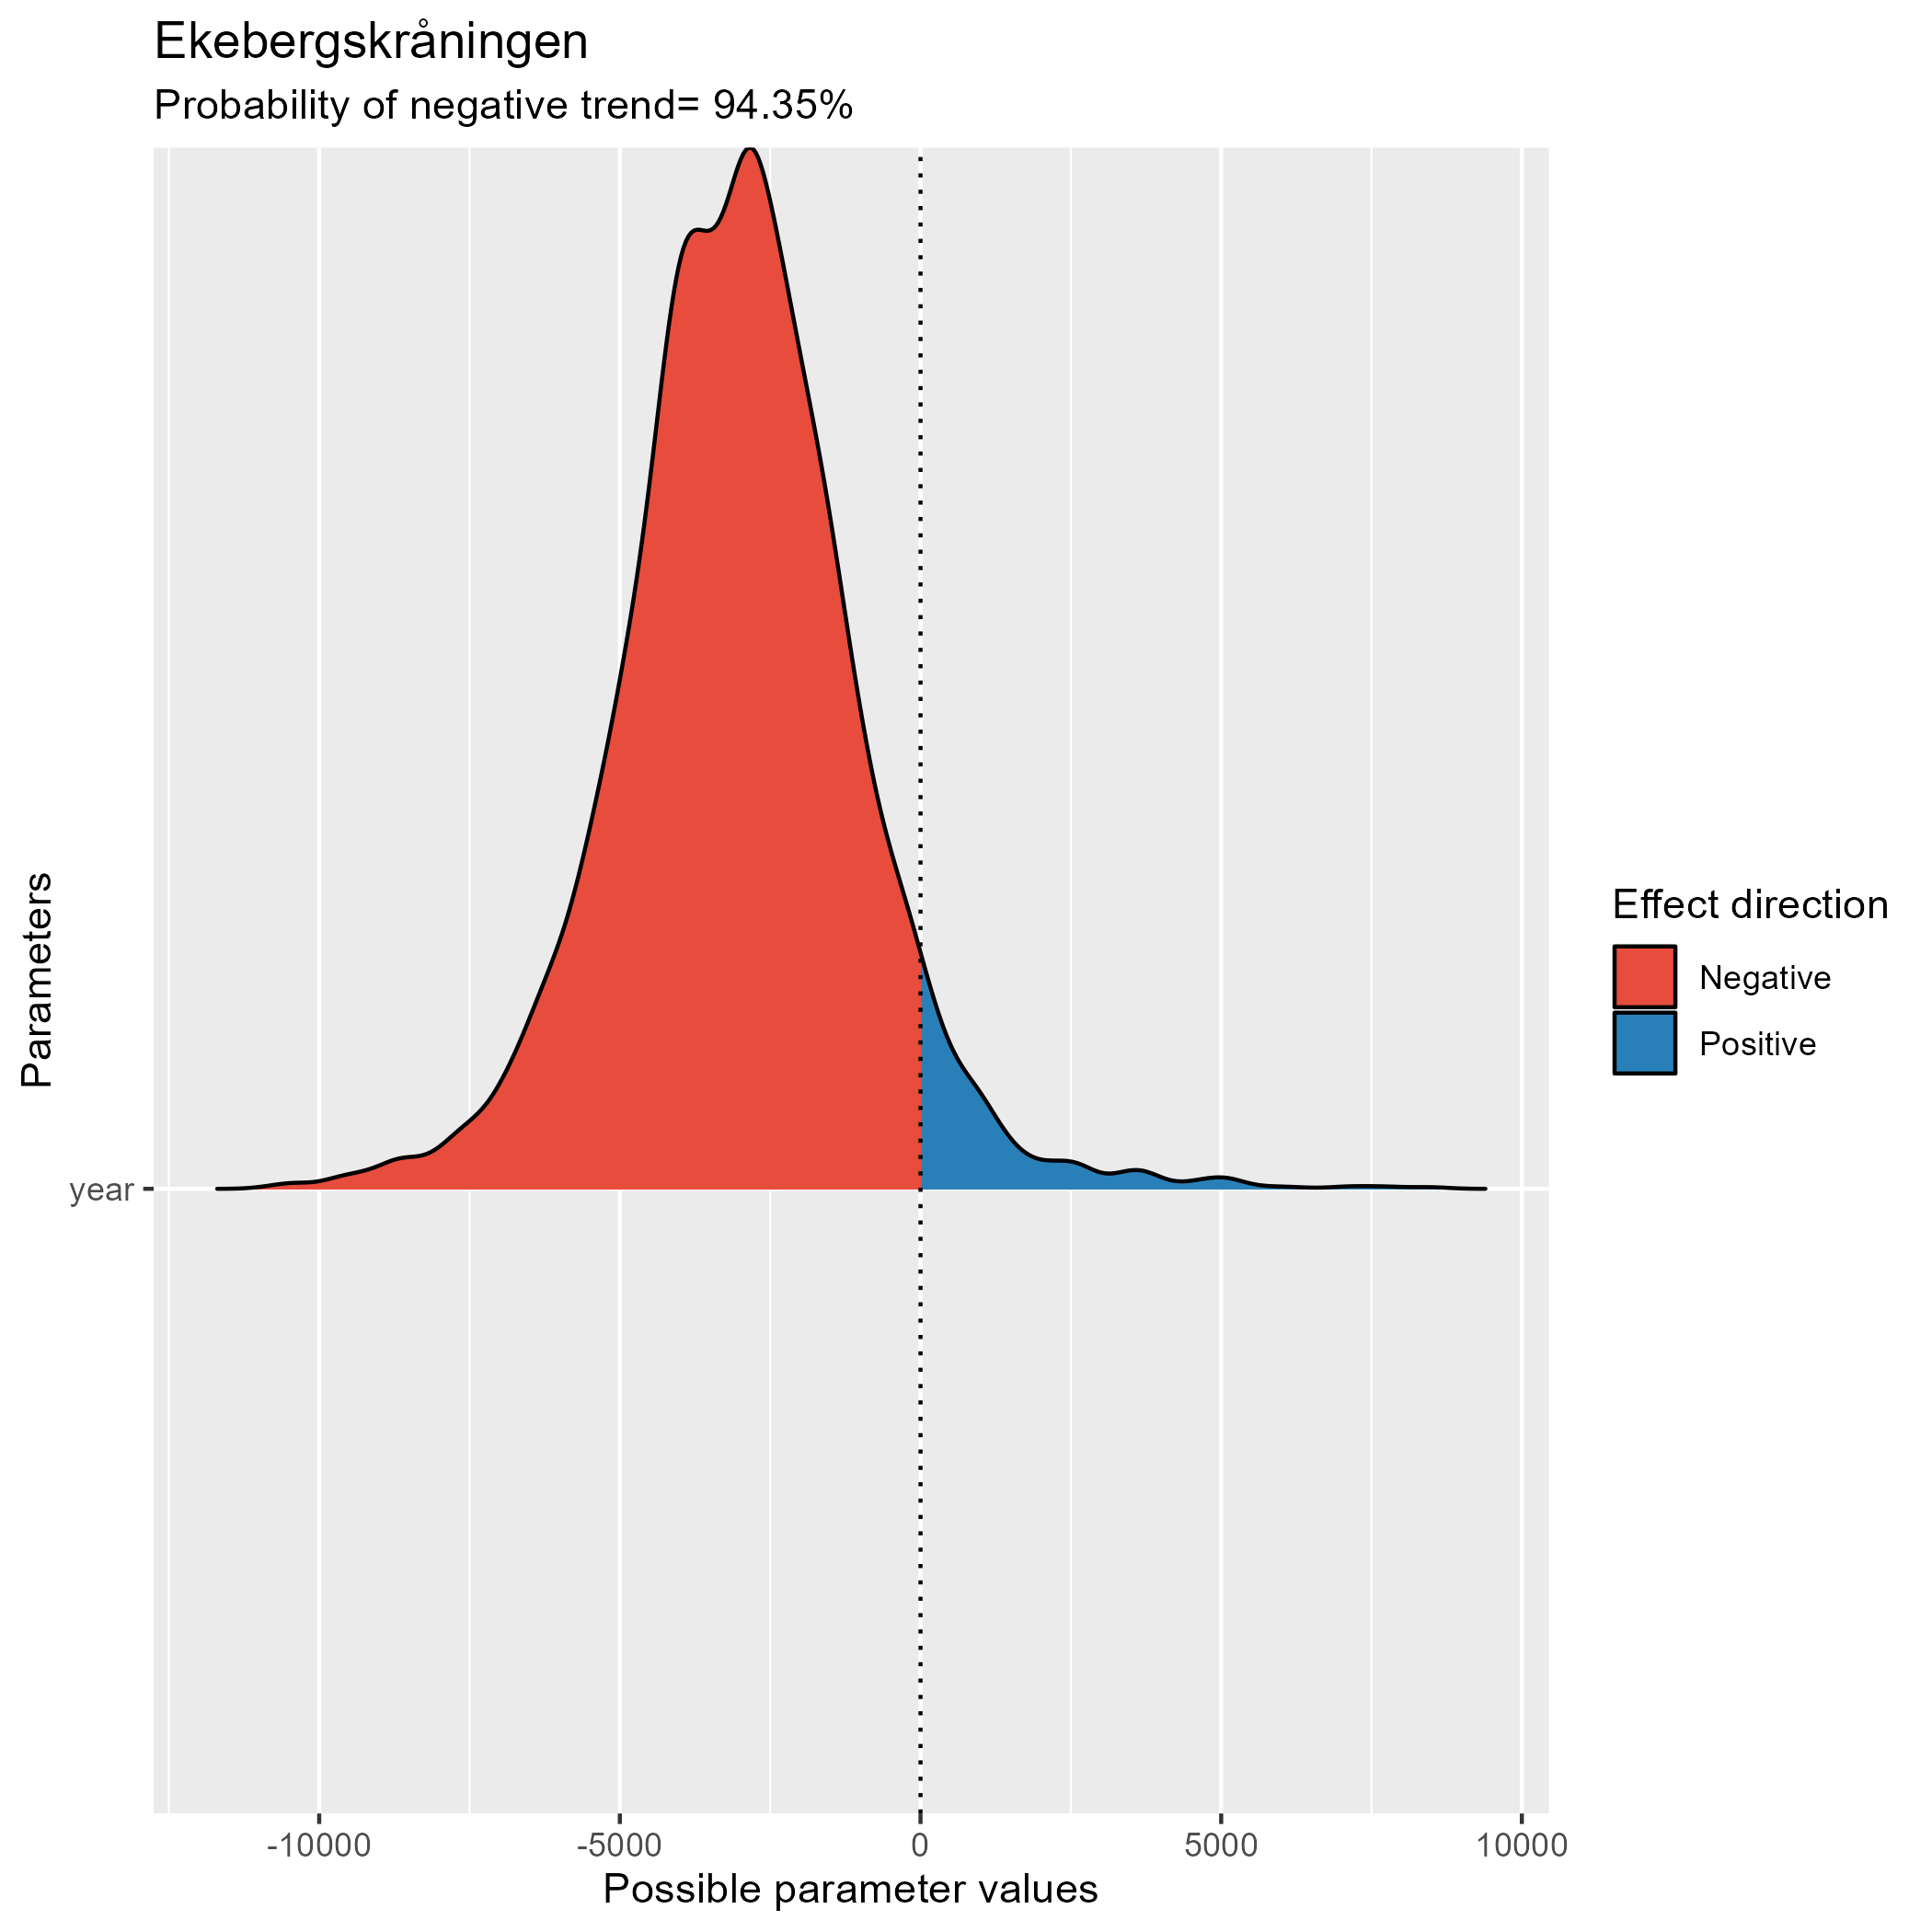 Ekebergskråningen
Probability of negative trend= 94.35%
Parameters
year
-10000
-5000
0
5000
10000
Possible parameter values
Effect direction
Negative
Positive